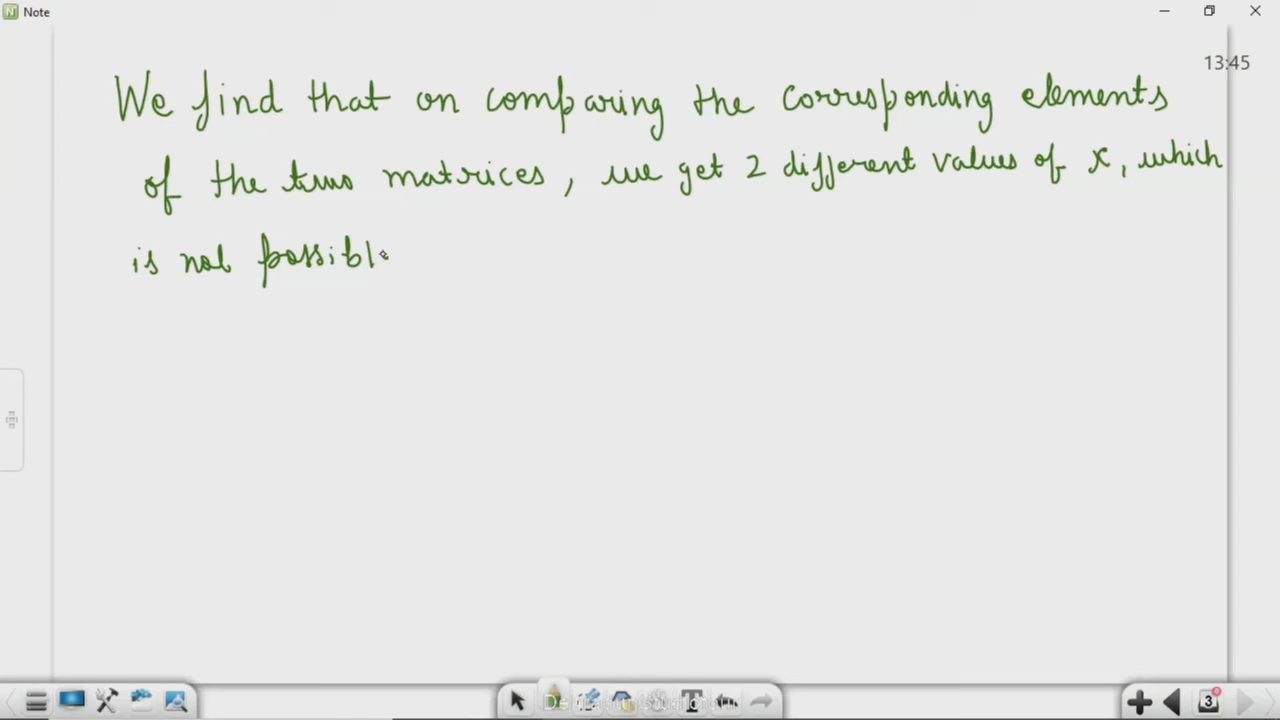 Note
13:45
We find that on comparing the corresponding elements
of the two matrices, we get 2 different values of x, which
is not possibl
3